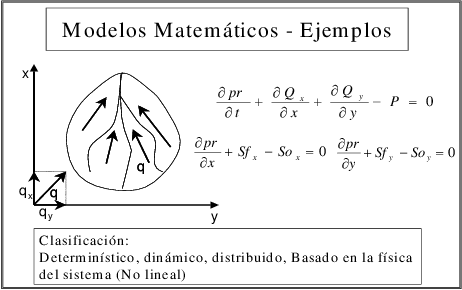 Modelos Matemáticos - Ejemplos
x
∂pr/∂t + ∂Q_x/∂x + ∂Q_y/∂y − P = 0
∂pr/∂x + Sf_x − So_x = 0 ∂pr/∂y + Sf_y − So_y = 0
q
q_x q
q_y
y
Clasificación:
Determinístico, dinámico, distribuido, Basado en la física
del sistema (No lineal)